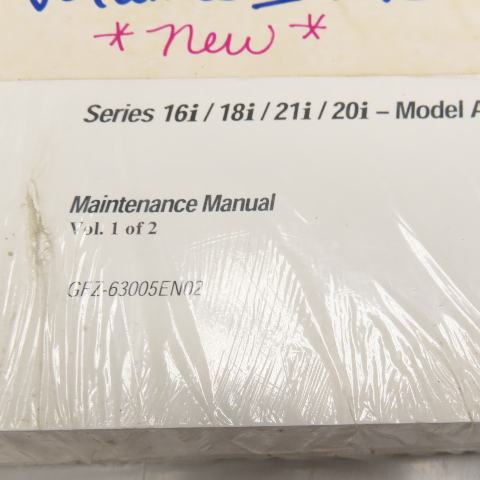 * new *
Series 16i / 18i / 21i / 20i – Model A
Maintenance Manual
Vol. 1 of 2
GFZ-63005EN02